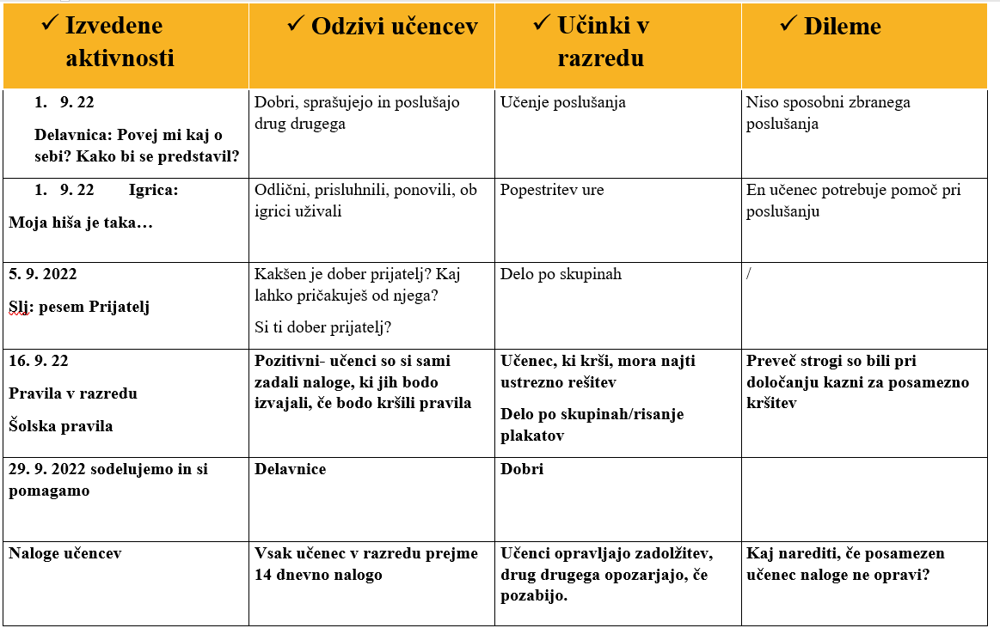 ✓ Izvedene
aktivnosti
✓ Odzivi učencev
✓ Učinki v
razredu
✓ Dileme
1. 9. 22
Delavnica: Povej mi kaj o
sebi? Kako bi se predstavil?
Dobri, sprašujejo in poslušajo
drug drugega
Učenje poslušanja
Niso sposobni zbranega
poslušanja
1. 9. 22 Igrica:
Moja hiša je taka…
Odlični, prisluhnili, ponovili, ob
igrici uživali
Popestritev ure
En učenec potrebuje pomoč pri
poslušanju
5. 9. 2022
Slj: pesem Prijatelj
Kakšen je dober prijatelj? Kaj
lahko pričakuješ od njega?
Si ti dober prijatelj?
Delo po skupinah
/
16. 9. 22
Pravila v razredu
Šolska pravila
Pozitivni- učenci so si sami
zadali naloge, ki jih bodo
izvajali, če bodo kršili pravila
Učenec, ki krši, mora najti
ustrezno rešitev
Delo po skupinah/risanje
plakatov
Preveč strogi so bili pri
določanju kazni za posamezno
kršitev
29. 9. 2022 sodelujemo in si
pomagamo
Delavnice
Dobri
Naloge učencev
Vsak učenec v razredu prejme
14 dnevno nalogo
Učenci opravljajo zadolžitev,
drug drugega opozarjajo, če
pozabijo.
Kaj narediti, če posamezen
učenec naloge ne opravi?